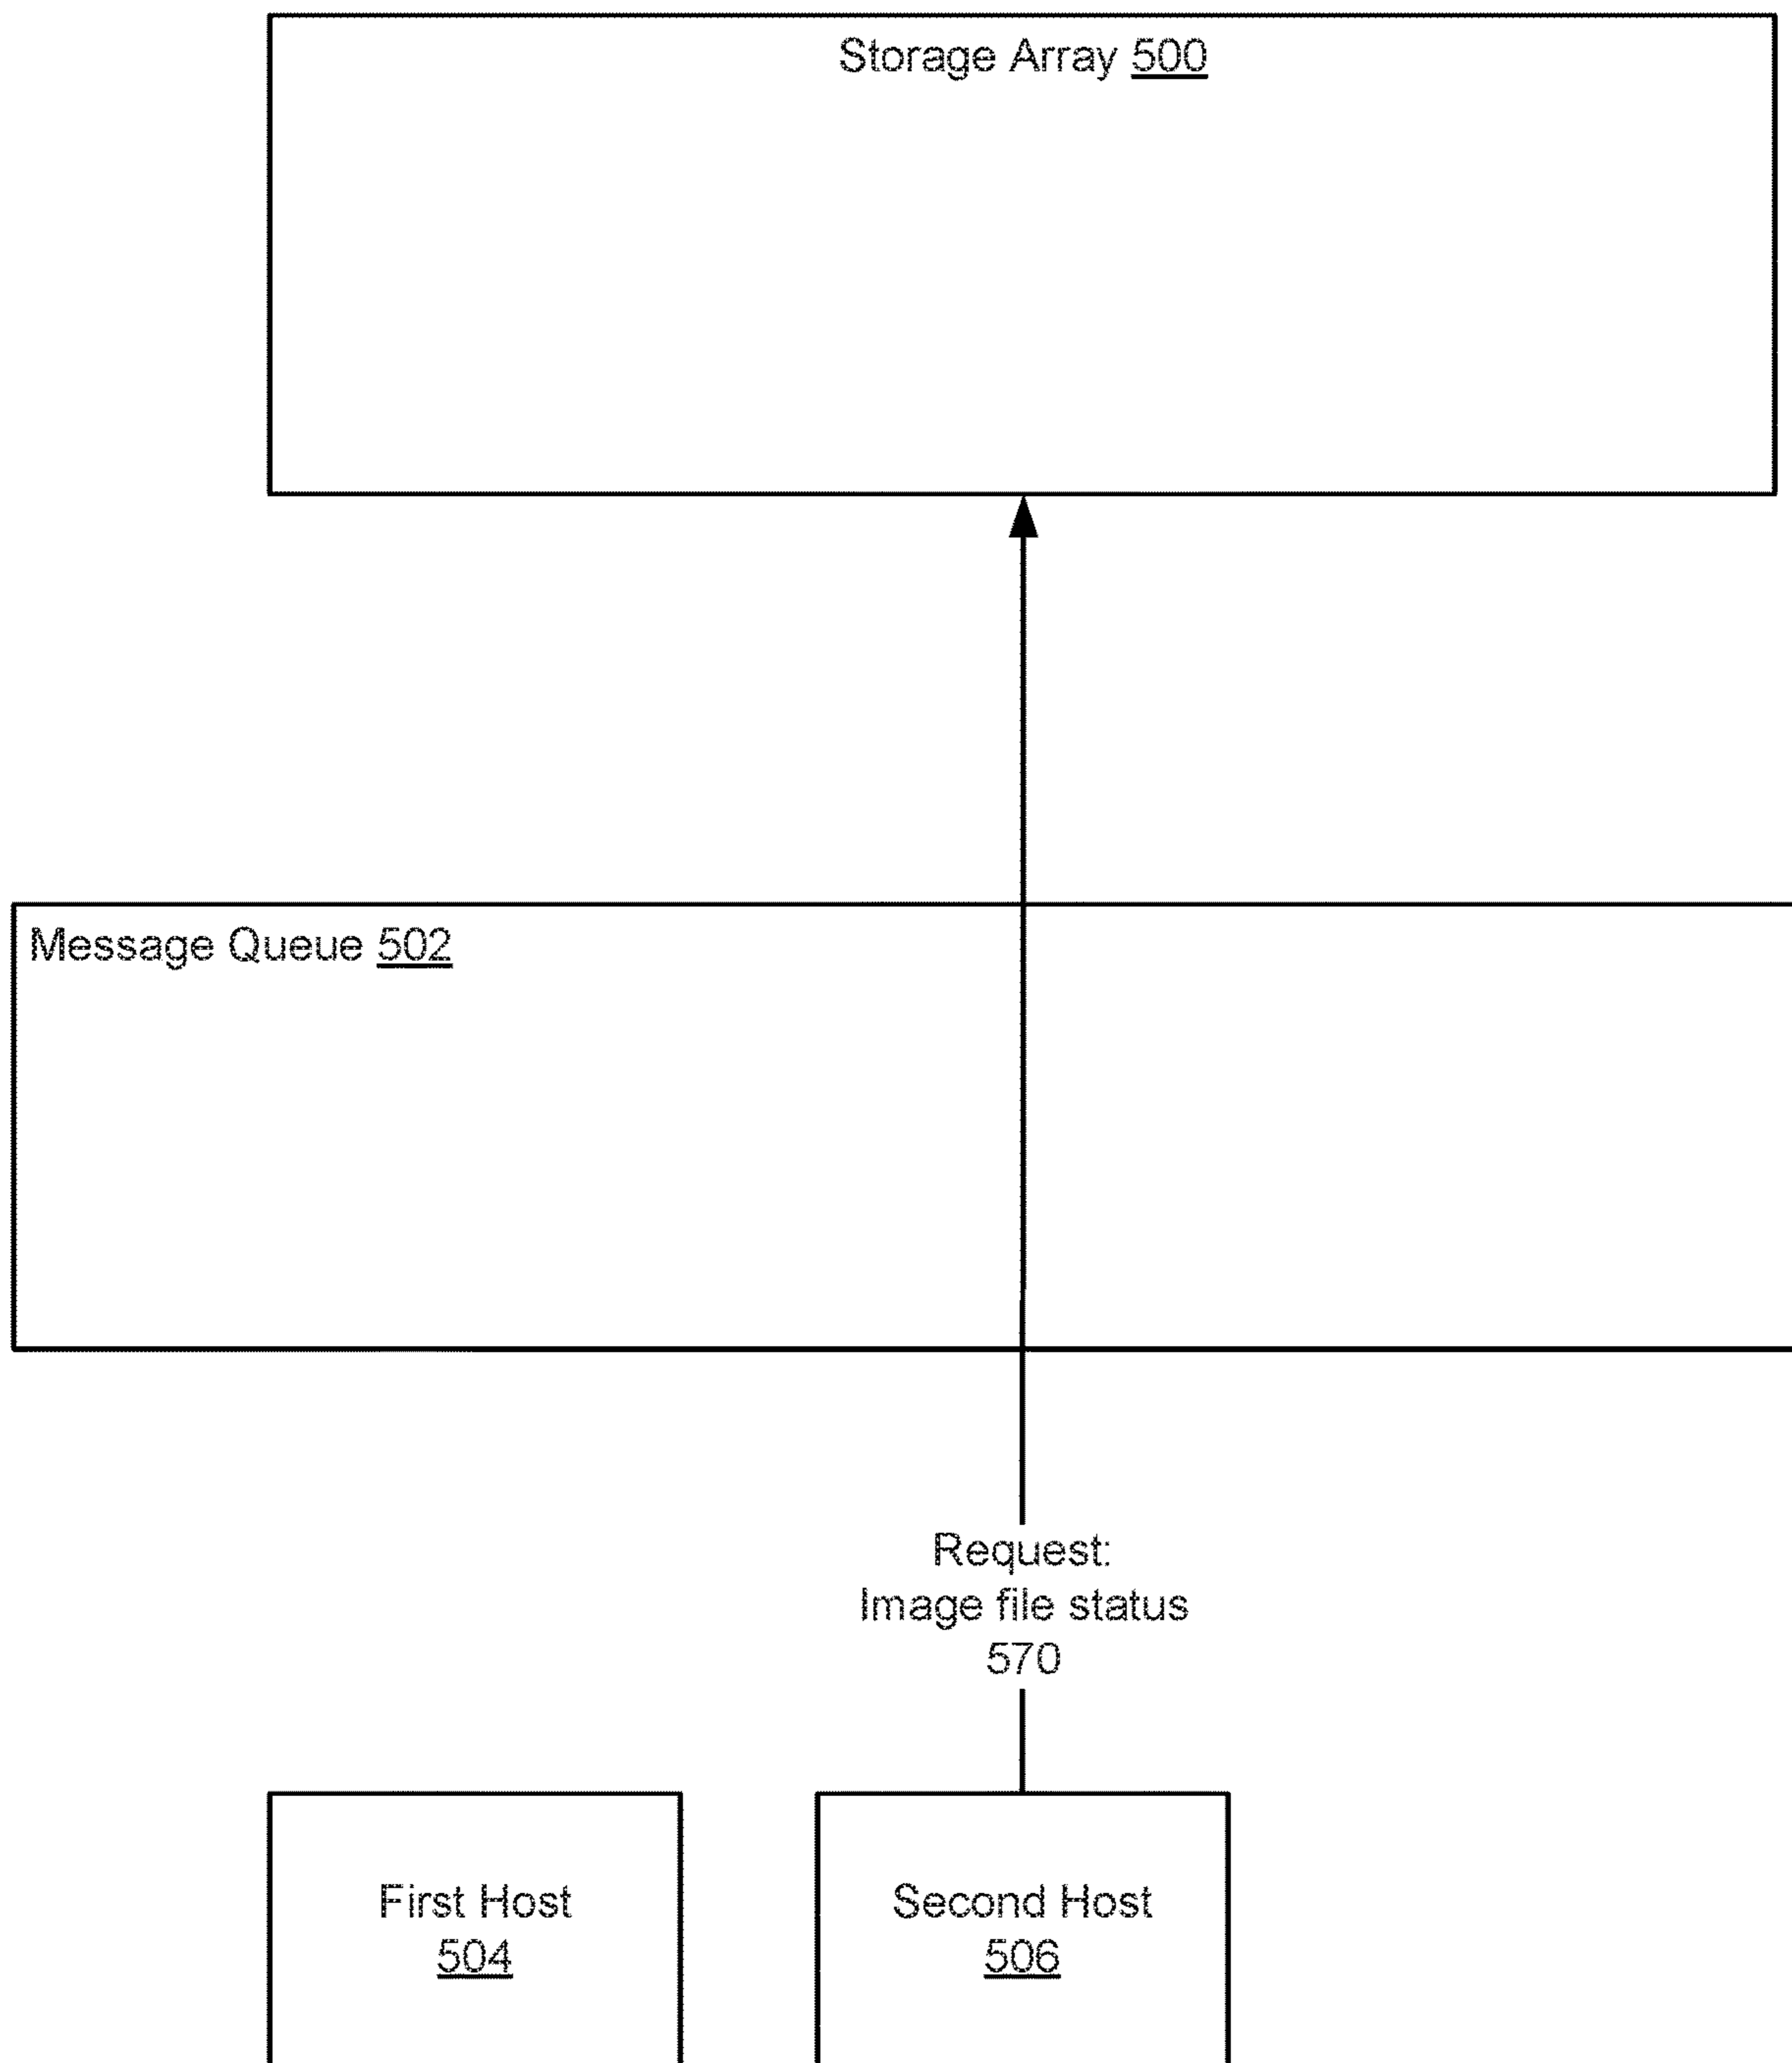 Storage Array 500
Message Queue 502
Request:
Image file status
570
First Host
504
Second Host
506